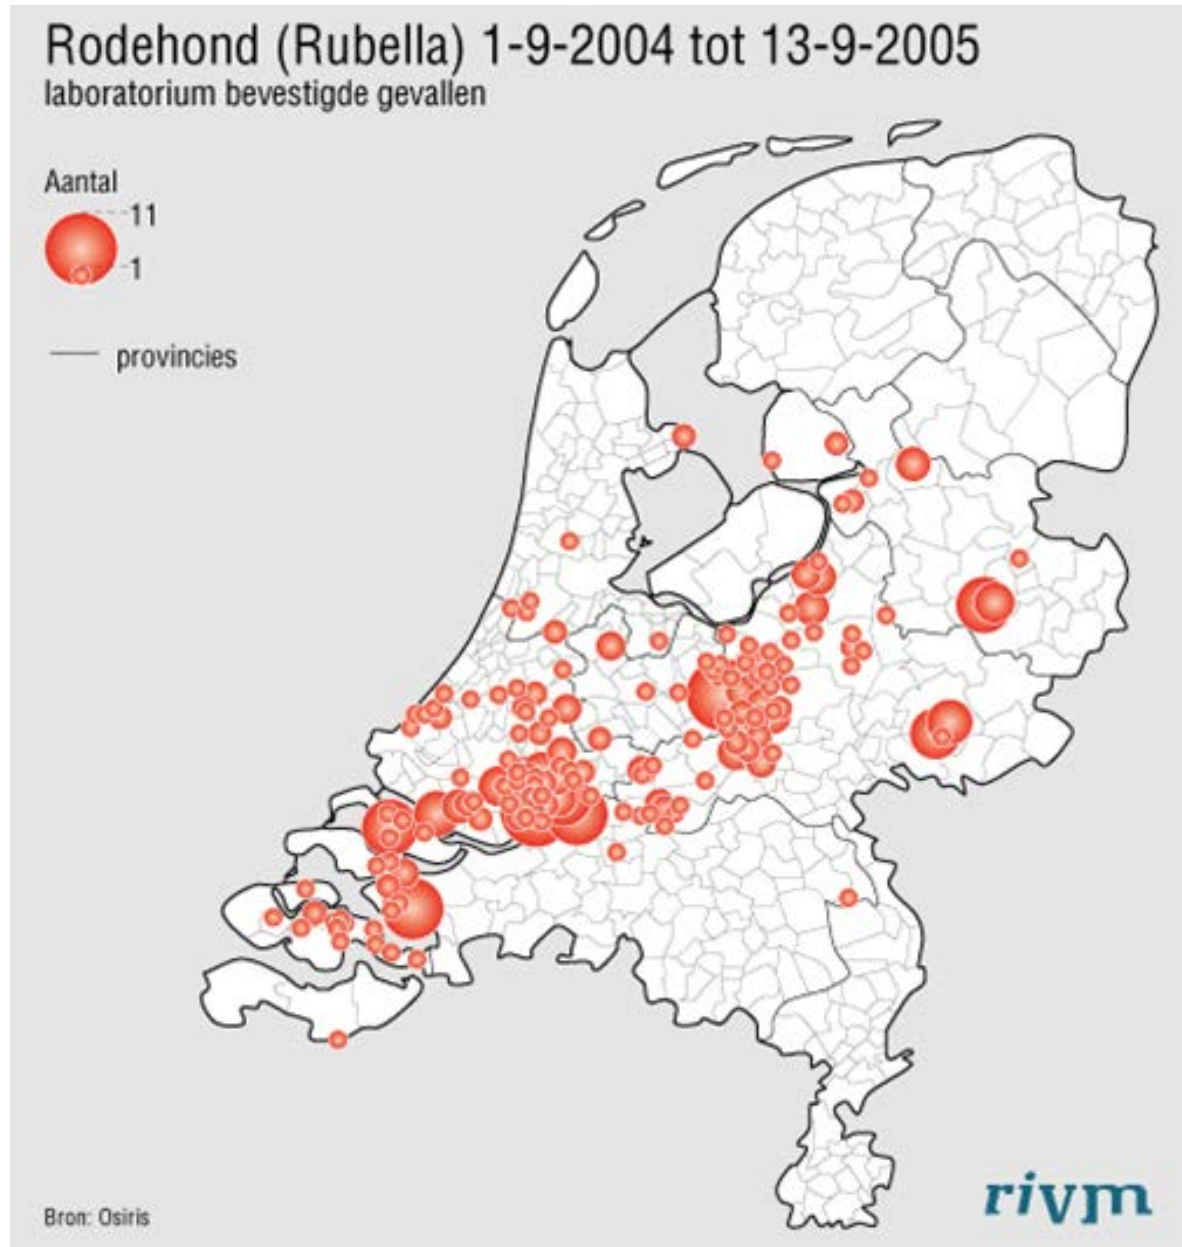 Rodehond (Rubella) 1-9-2004 tot 13-9-2005
laboratorium bevestigde gevallen
Aantal
11
1
provincies
Bron: Osiris
rivm